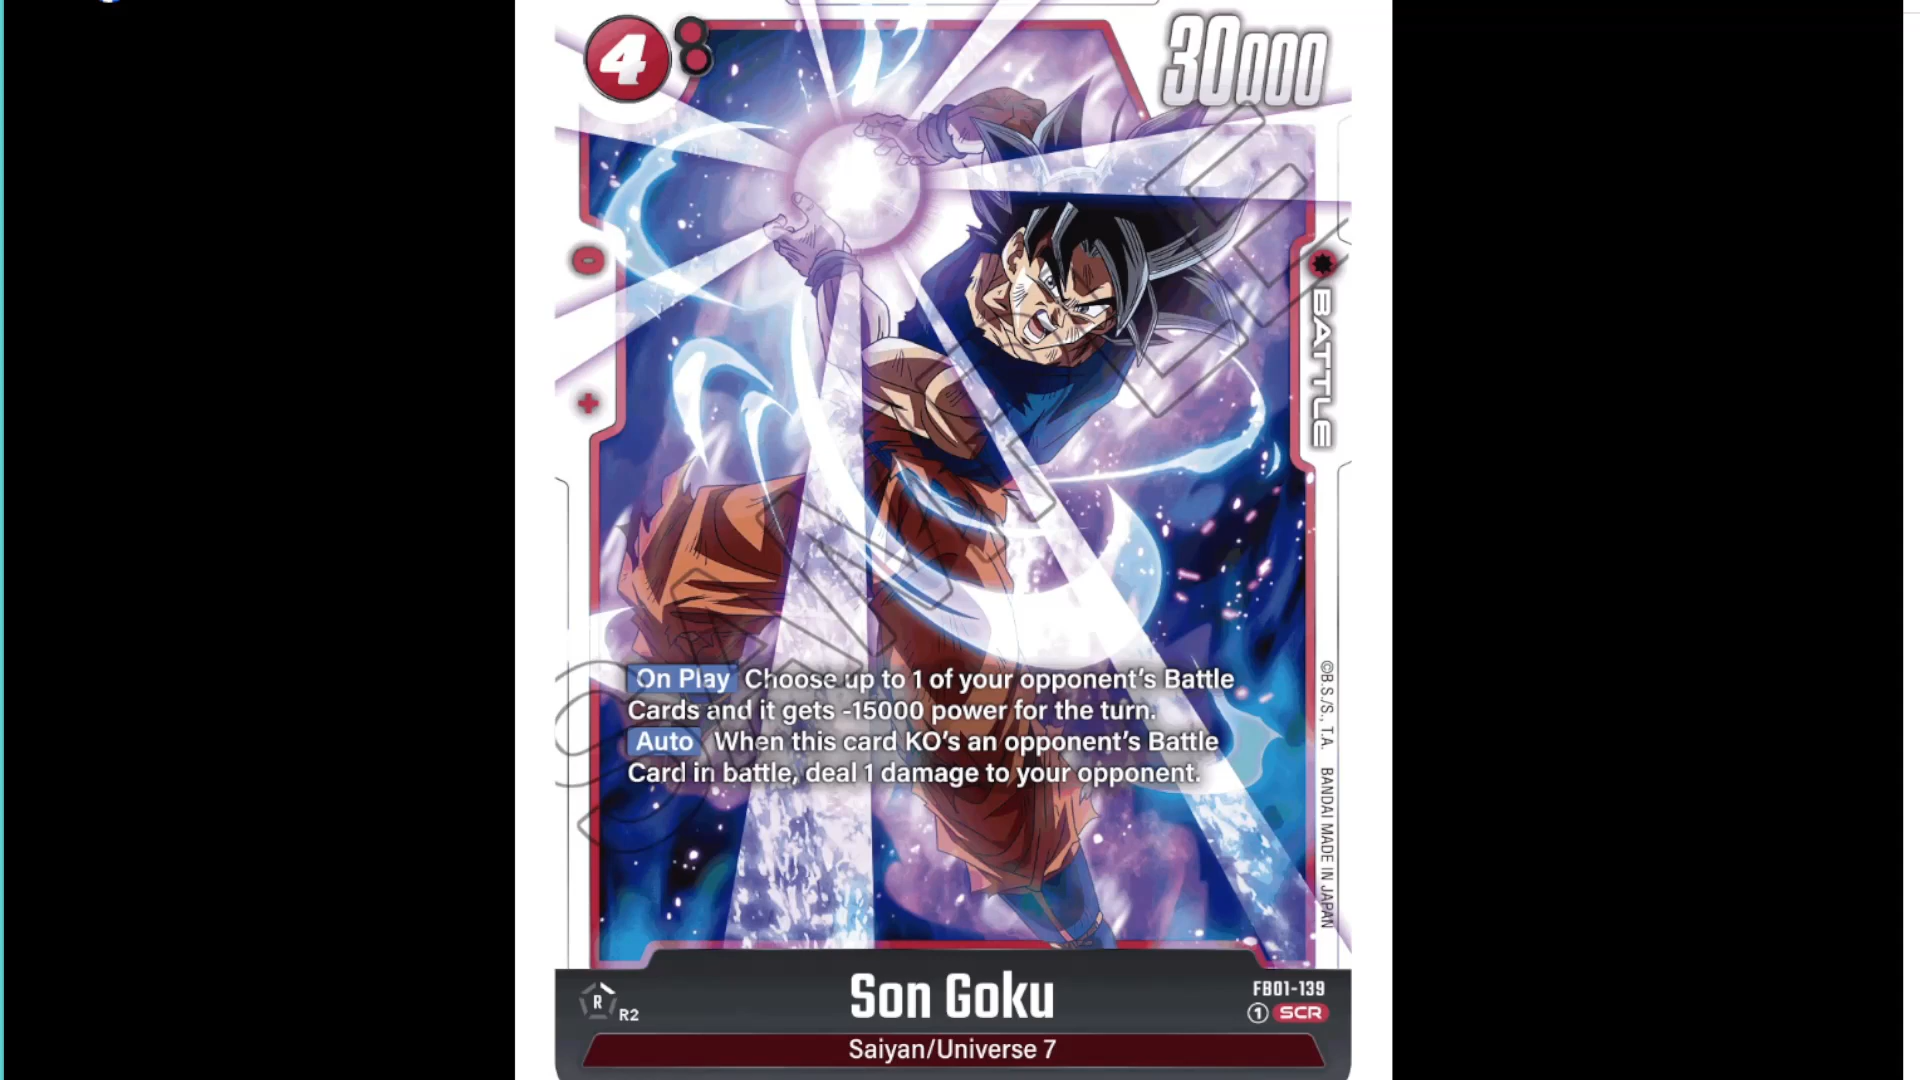 4
30000
0
+
BATTLE
SAMPLE
On Play Choose up to 1 of your opponent's Battle
Cards and it gets -15000 power for the turn.
Auto When this card KO's an opponent's Battle
Card in battle, deal 1 damage to your opponent.
©B.S./S., T.A. BANDAI MADE IN JAPAN
R R2
Son Goku
FB01-139
1 SCR
Saiyan/Universe 7